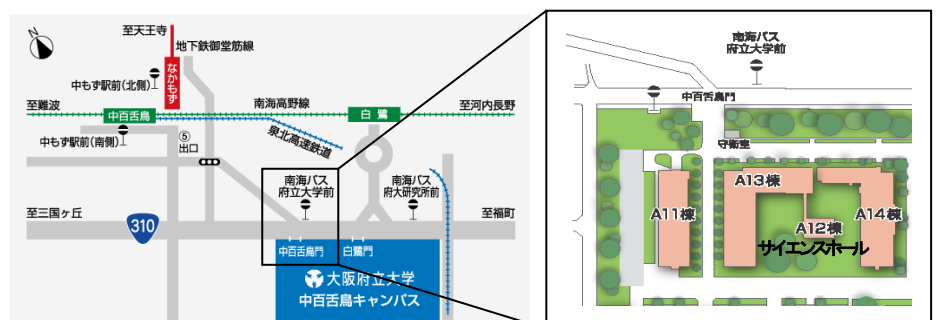 N
至天王寺
地下鉄御堂筋線
なかもず
中もず駅前(北側)
至難波
中百舌鳥
南海高野線
白鷺
至河内長野
中もず駅前(南側)
⑤
出口
泉北高速鉄道
南海バス
府立大学前
南海バス
府大研究所前
至三国ヶ丘
310
至福町
中百舌鳥門
白鷺門
大阪府立大学
中百舌鳥キャンパス
南海バス
府立大学前
中百舌鳥門
守衛室
A13棟
A11棟
A12棟
A14棟
サイエンスホール